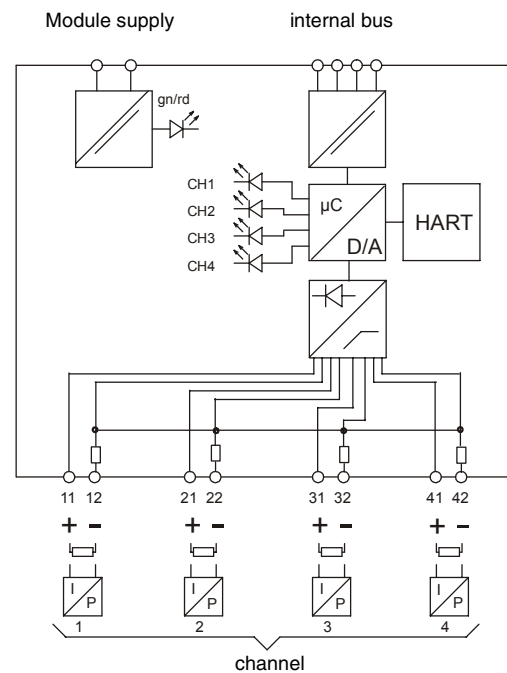 Module supply internal bus
gn/rd
CH1
CH2
CH3
CH4
µC
D/A
HART
11 12 21 22 31 32 41 42
+ − + − + − + −
I P I P I P I P
1 2 3 4
channel